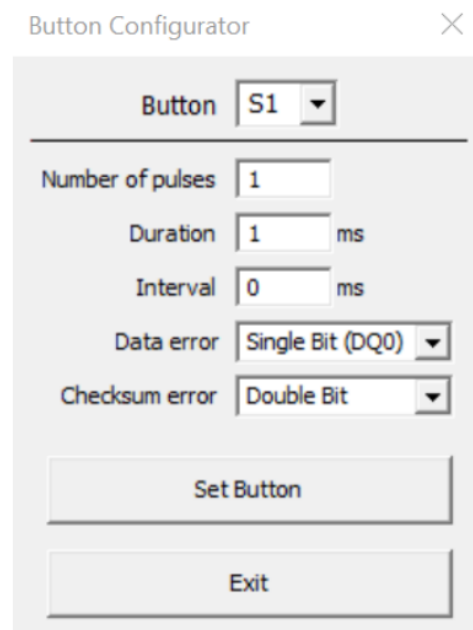 Button Configurator
Button S1
Number of pulses 1
Duration 1 ms
Interval 0 ms
Data error Single Bit (DQ0)
Checksum error Double Bit
Set Button
Exit